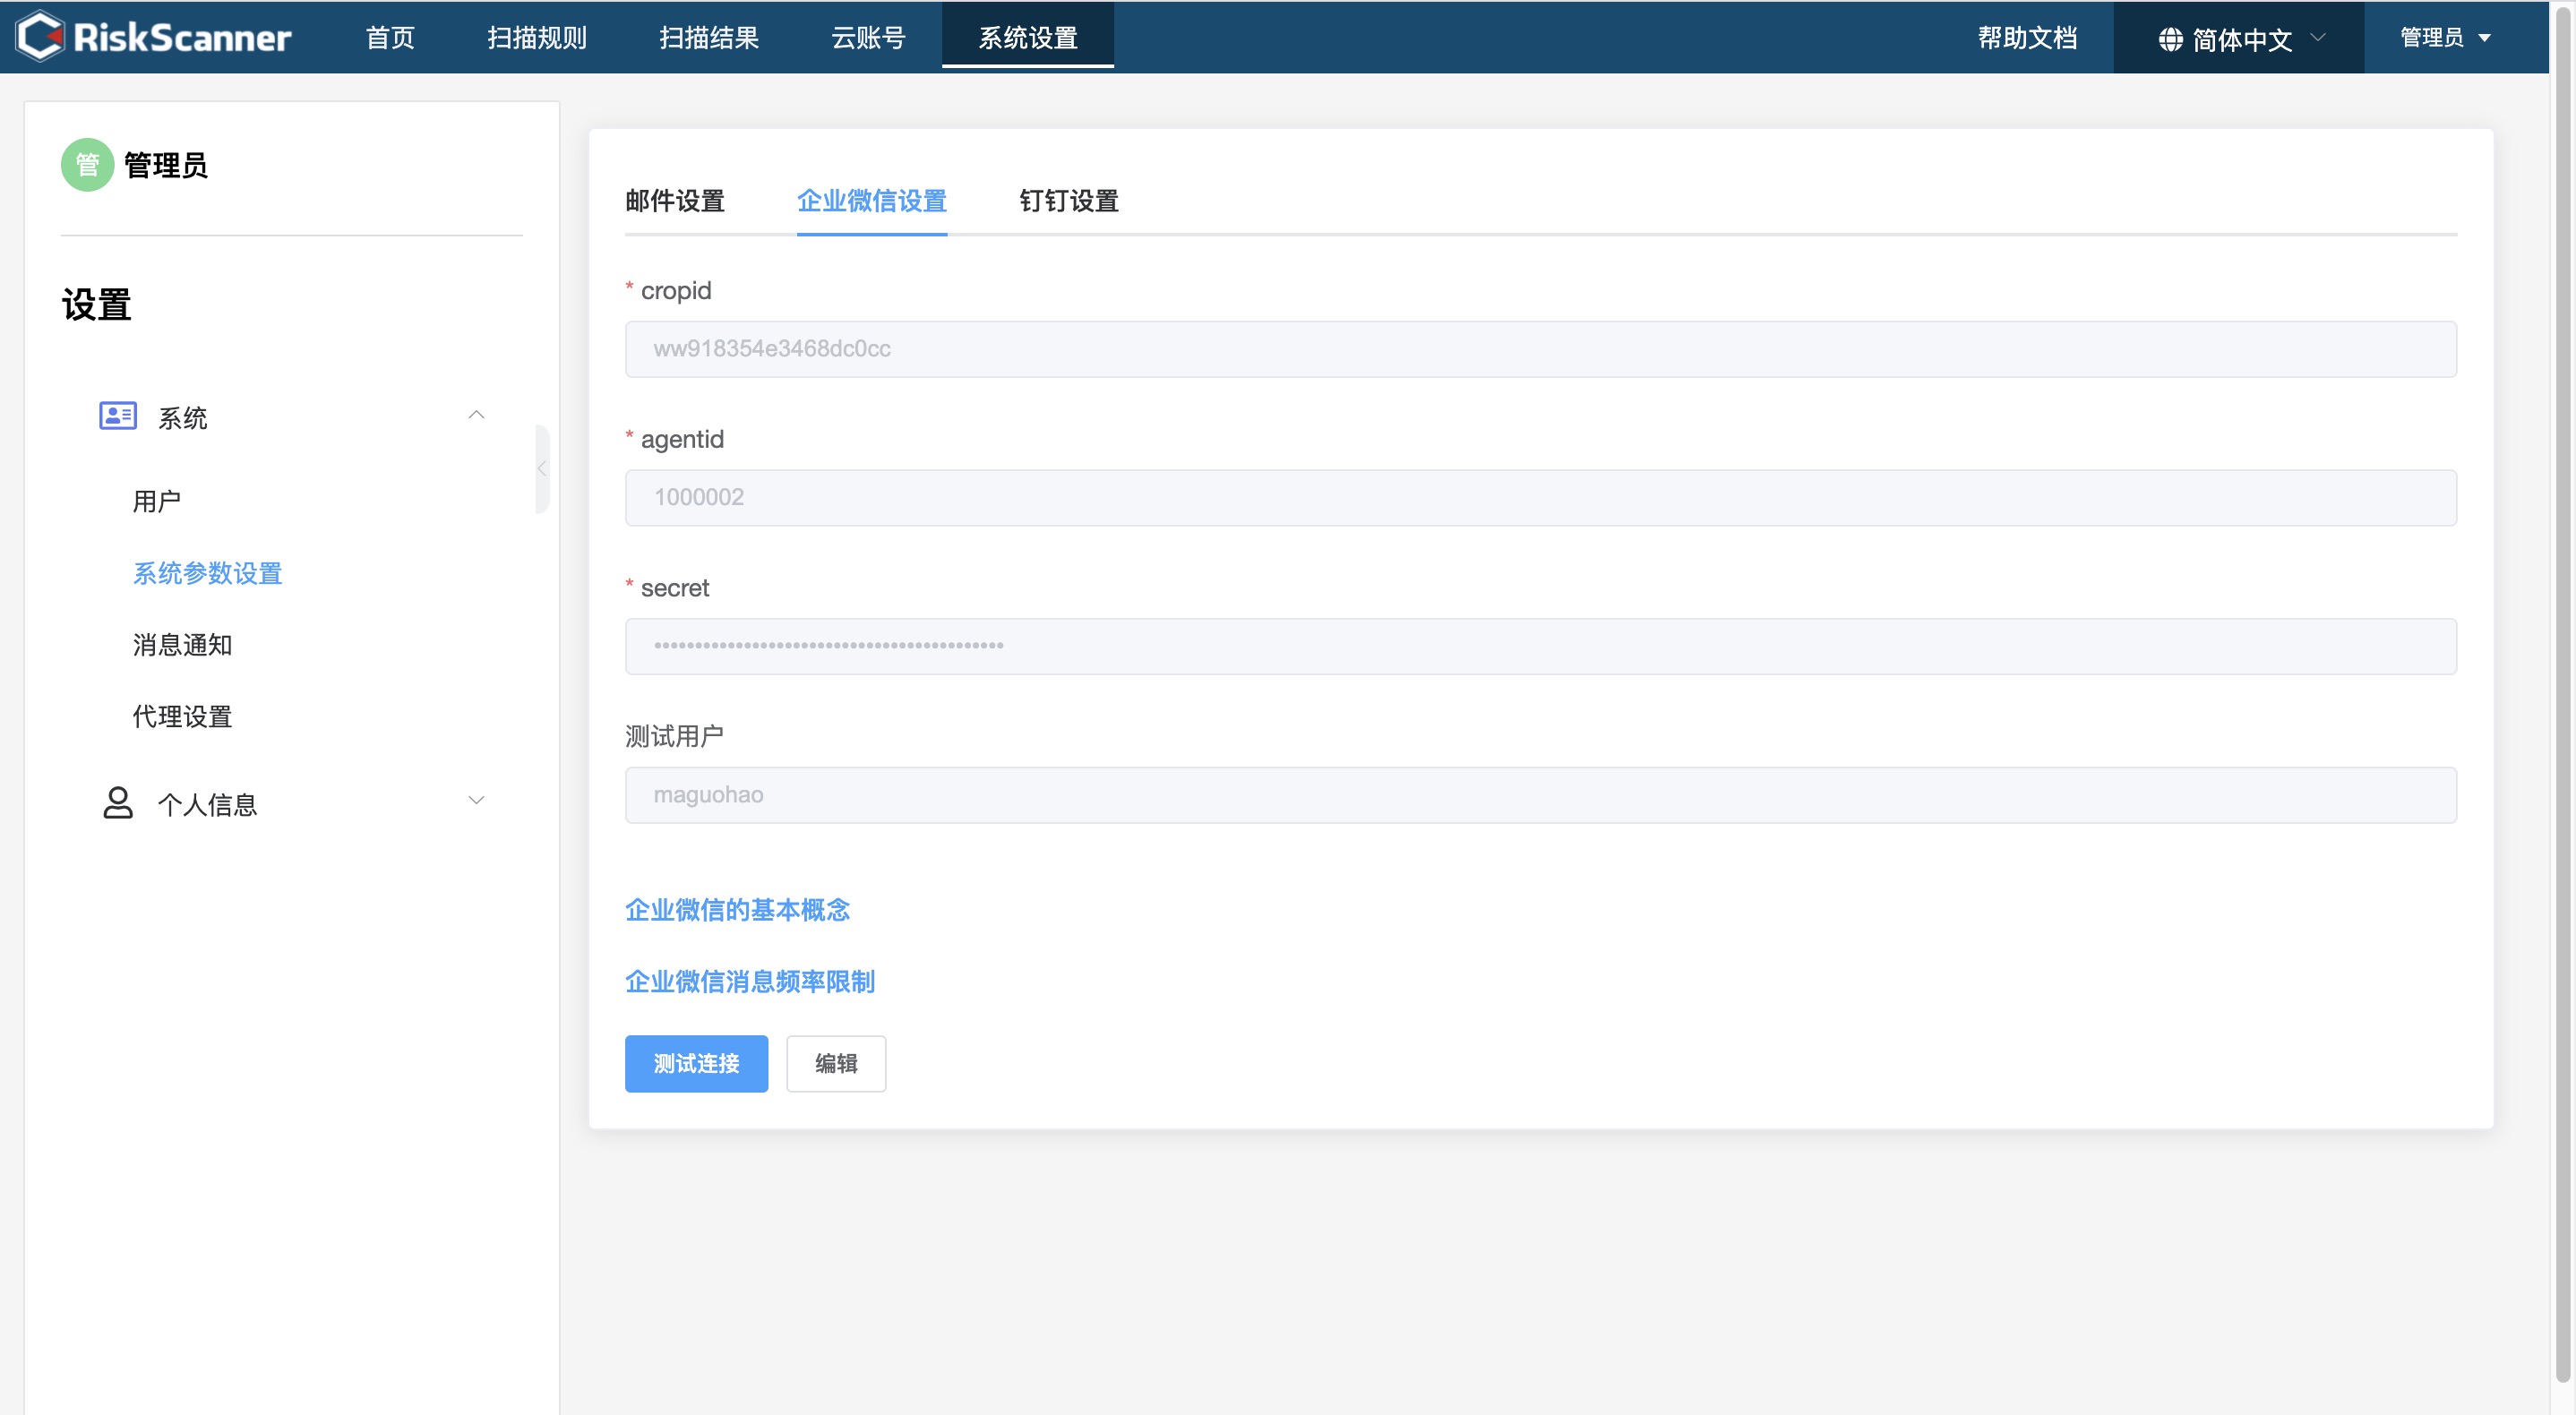 RiskScanner 首页 扫描规则 扫描结果 云账号 系统设置 帮助文档 简体中文 管理员
管 管理员
设置
系统
用户
系统参数设置
消息通知
代理设置
个人信息
邮件设置 企业微信设置 钉钉设置
* cropid
ww918354e3468dc0cc
* agentid
1000002
* secret
•••••••••••••••••••••••••••••••••••••••••••
测试用户
maguohao
企业微信的基本概念
企业微信消息频率限制
测试连接 编辑